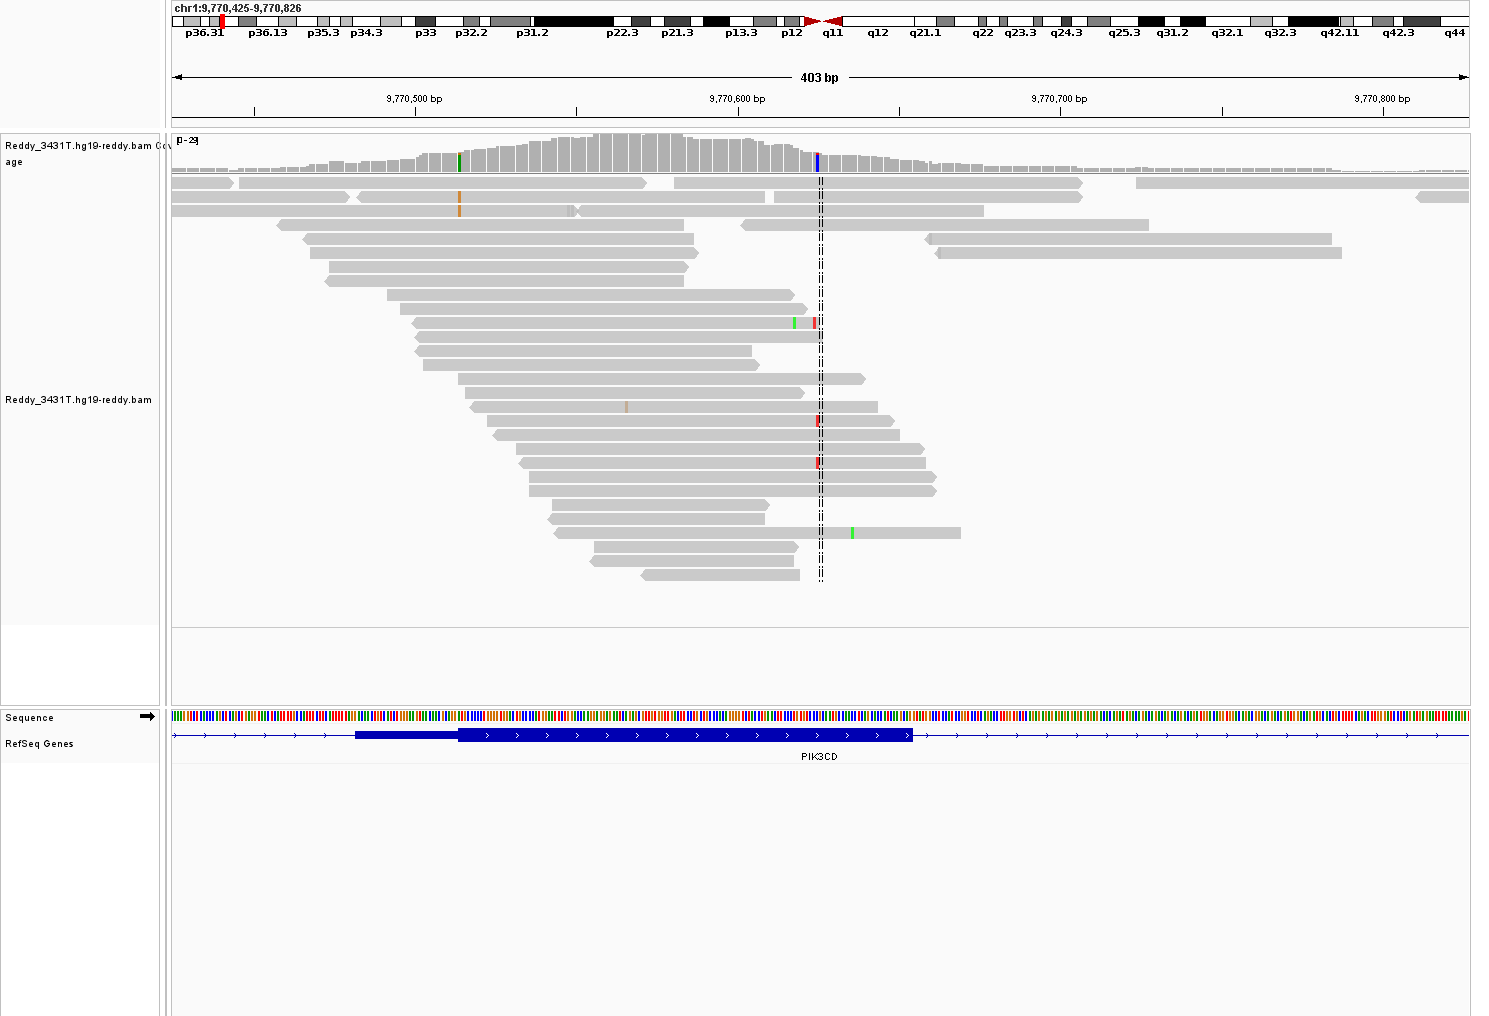 chr1:9,770,425-9,770,826
p36.31 p36.13 p35.3 p34.3 p33 p32.2 p31.2 p22.3 p21.3 p13.3 p12 q11 q12 q21.1 q22 q23.3 q24.3 q25.3 q31.2 q32.1 q32.3 q42.11 q42.3 q44
403 bp
9,770,500 bp 9,770,600 bp 9,770,700 bp 9,770,800 bp
Reddy_3431T.hg19-reddy.bam Cov
age
[0-29]
Reddy_3431T.hg19-reddy.bam
Sequence
RefSeq Genes
PIK3CD